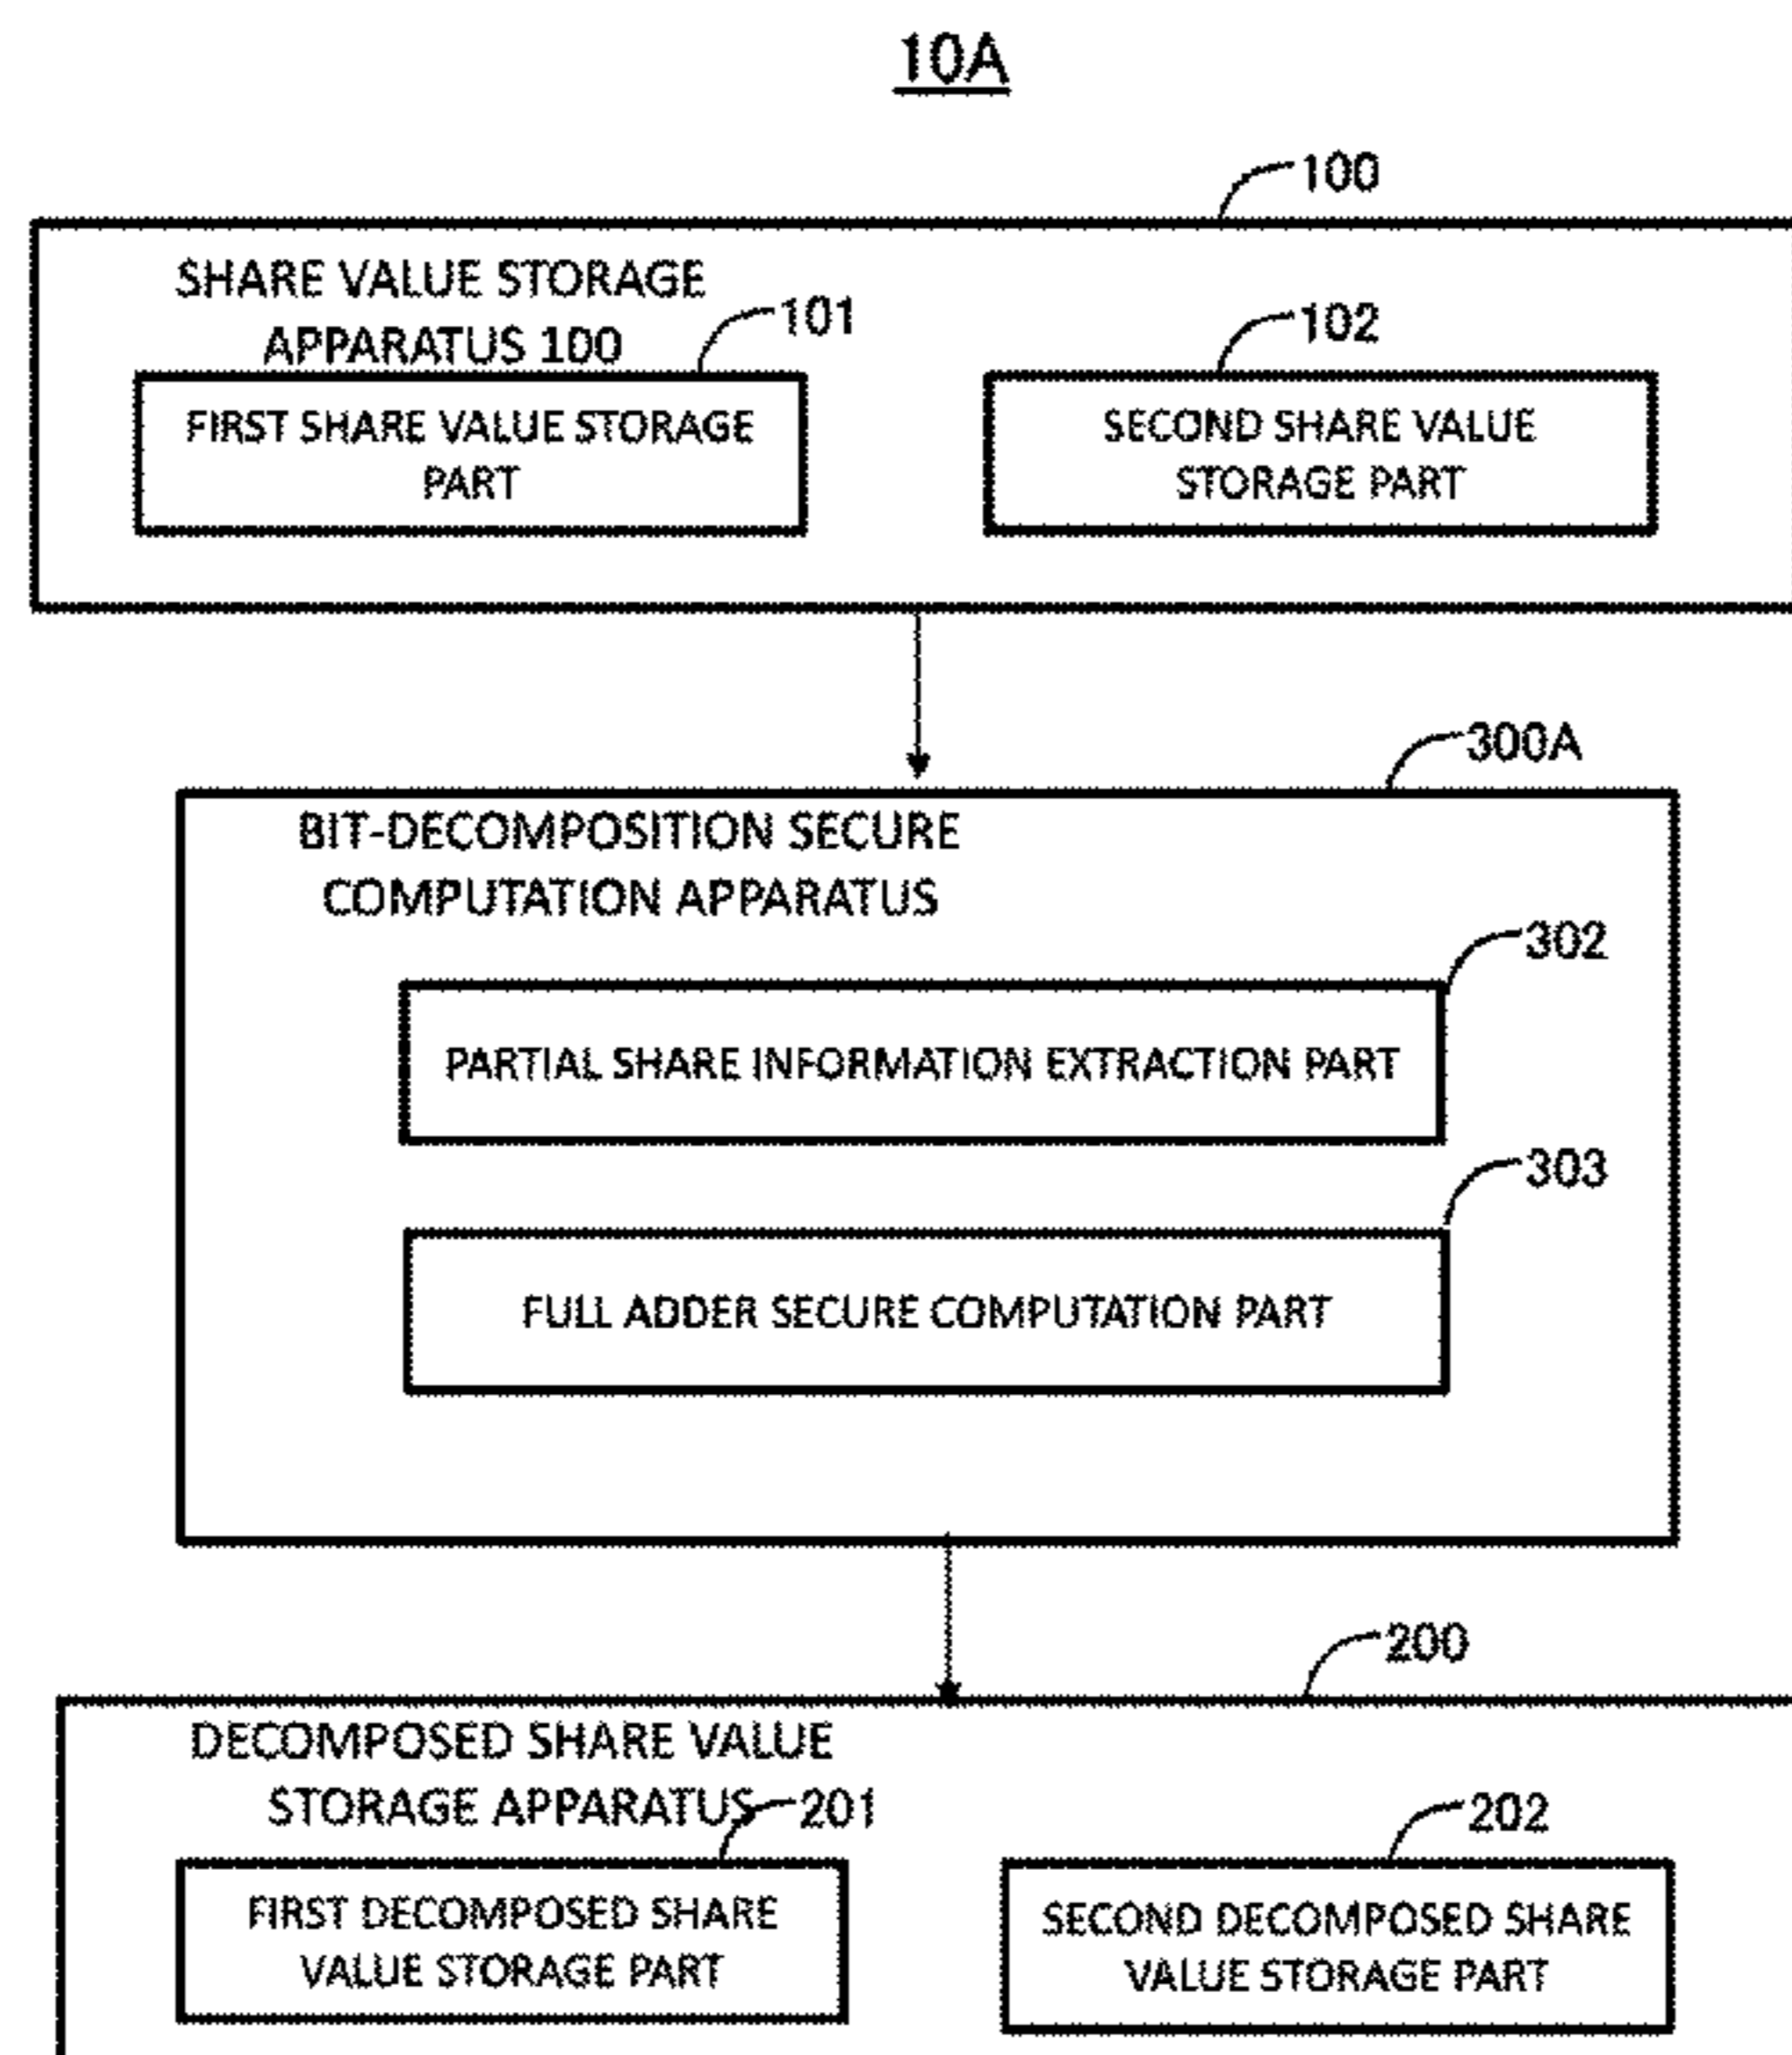 10A
100
SHARE VALUE STORAGE
APPARATUS 100
101
102
FIRST SHARE VALUE STORAGE
PART
SECOND SHARE VALUE
STORAGE PART
300A
BIT-DECOMPOSITION SECURE
COMPUTATION APPARATUS
302
PARTIAL SHARE INFORMATION EXTRACTION PART
303
FULL ADDER SECURE COMPUTATION PART
200
DECOMPOSED SHARE VALUE
STORAGE APPARATUS
201
202
FIRST DECOMPOSED SHARE
VALUE STORAGE PART
SECOND DECOMPOSED SHARE
VALUE STORAGE PART